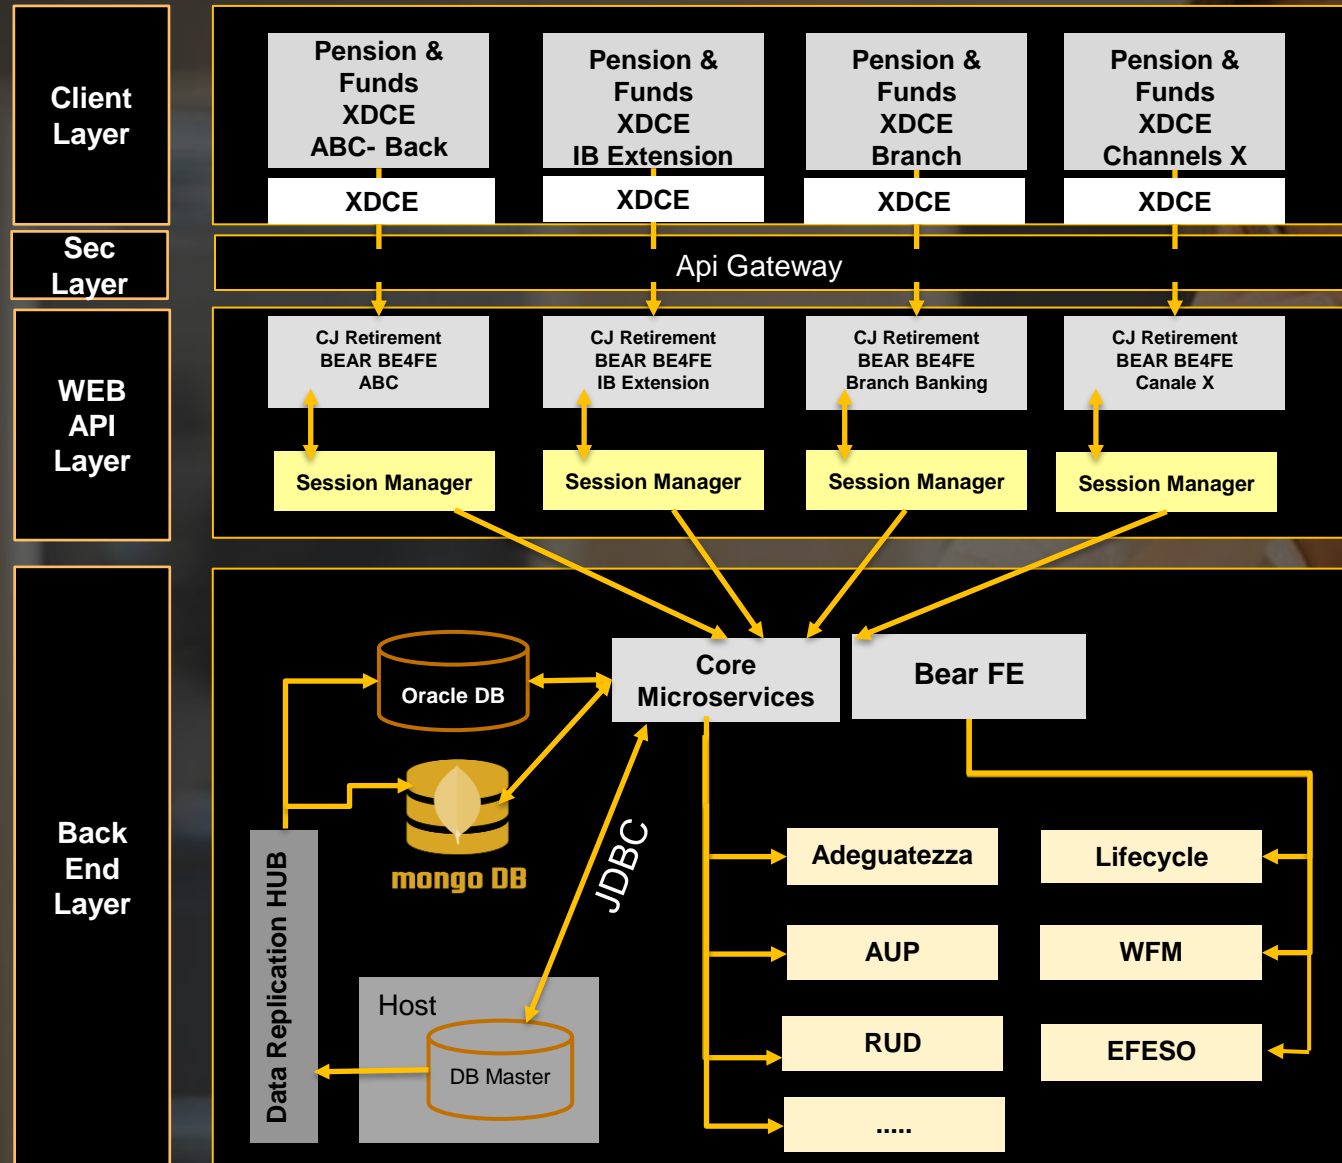 Client
Layer
Pension &
Funds
XDCE
ABC- Back
Pension &
Funds
XDCE
IB Extension
Pension &
Funds
XDCE
Branch
Pension &
Funds
XDCE
Channels X
XDCE
XDCE
XDCE
XDCE
Sec
Layer
Api Gateway
WEB
API
Layer
CJ Retirement
BEAR BE4FE
ABC
CJ Retirement
BEAR BE4FE
IB Extension
CJ Retirement
BEAR BE4FE
Branch Banking
CJ Retirement
BEAR BE4FE
Canale X
Session Manager
Session Manager
Session Manager
Session Manager
Back
End
Layer
Oracle DB
Core
Microservices
Bear FE
mongo DB
JDBC
Data Replication HUB
Host
DB Master
Adeguatezza
Lifecycle
AUP
WFM
RUD
EFESO
.....